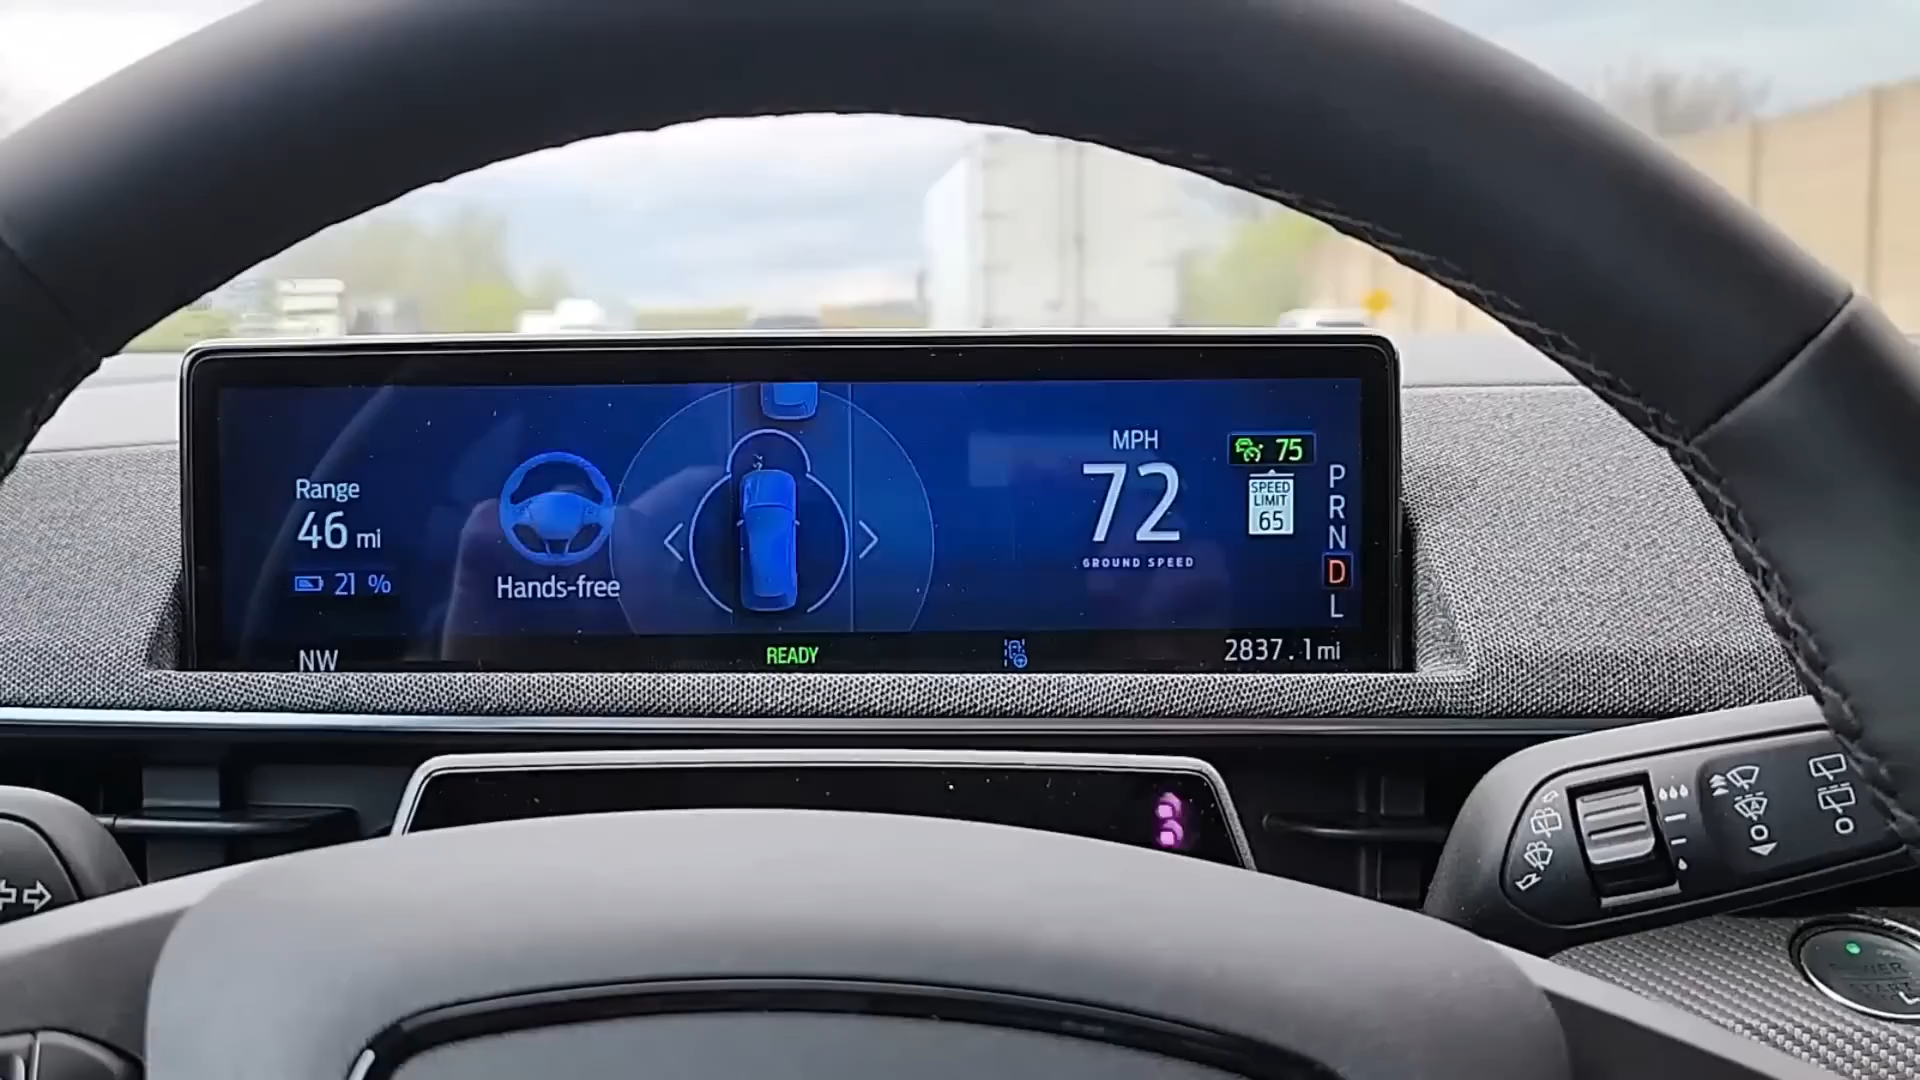 Range
46 mi
21 %
NW
Hands-free
READY
MPH
72
GROUND SPEED
75
SPEED
LIMIT
65
P
R
N
D
L
2837.1mi
A
O
O